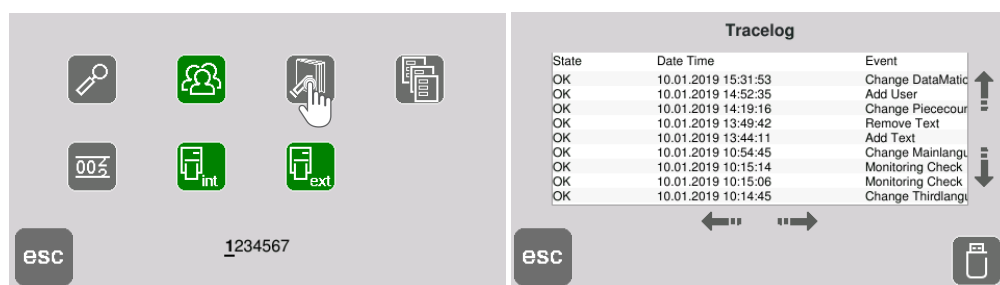 005
int
ext
esc
1234567
Tracelog
State Date Time Event
OK 10.01.2019 15:31:53 Change DataMatic
OK 10.01.2019 14:52:35 Add User
OK 10.01.2019 14:19:16 Change Piececour
OK 10.01.2019 13:49:42 Remove Text
OK 10.01.2019 13:44:11 Add Text
OK 10.01.2019 10:54:45 Change Mainlangu
OK 10.01.2019 10:15:14 Monitoring Check
OK 10.01.2019 10:15:06 Monitoring Check
OK 10.01.2019 10:14:45 Change Thirdlangu
esc